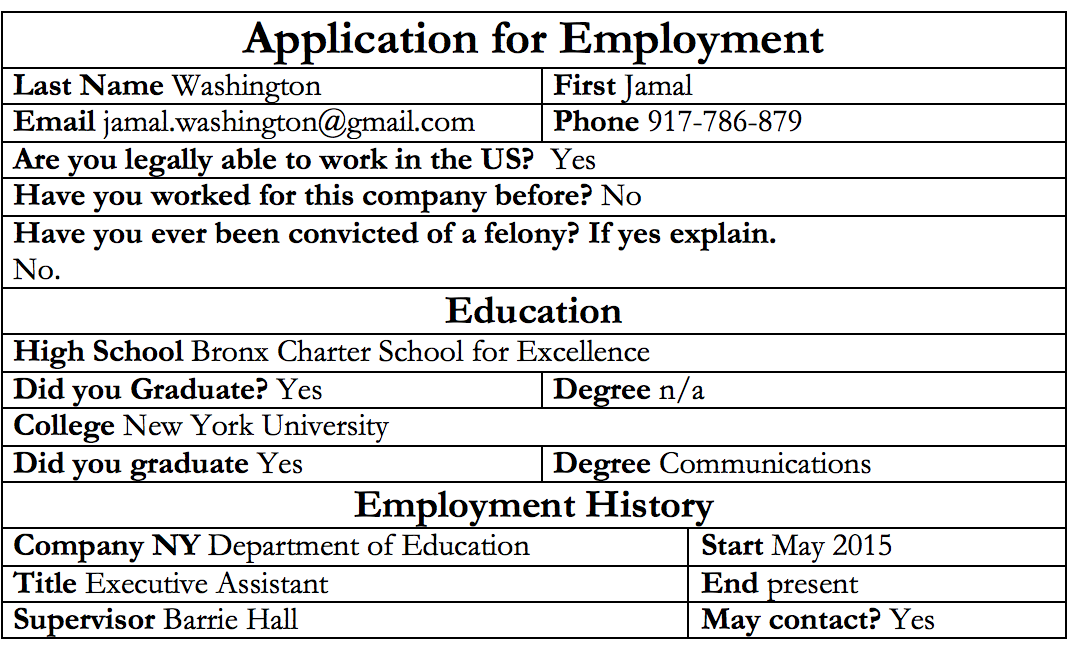 Application for Employment
Last Name Washington First Jamal
Email jamal.washington@gmail.com Phone 917-786-879
Are you legally able to work in the US? Yes
Have you worked for this company before? No
Have you ever been convicted of a felony? If yes explain.
No.
Education
High School Bronx Charter School for Excellence
Did you Graduate? Yes Degree n/a
College New York University
Did you graduate Yes Degree Communications
Employment History
Company NY Department of Education Start May 2015
Title Executive Assistant End present
Supervisor Barrie Hall May contact? Yes